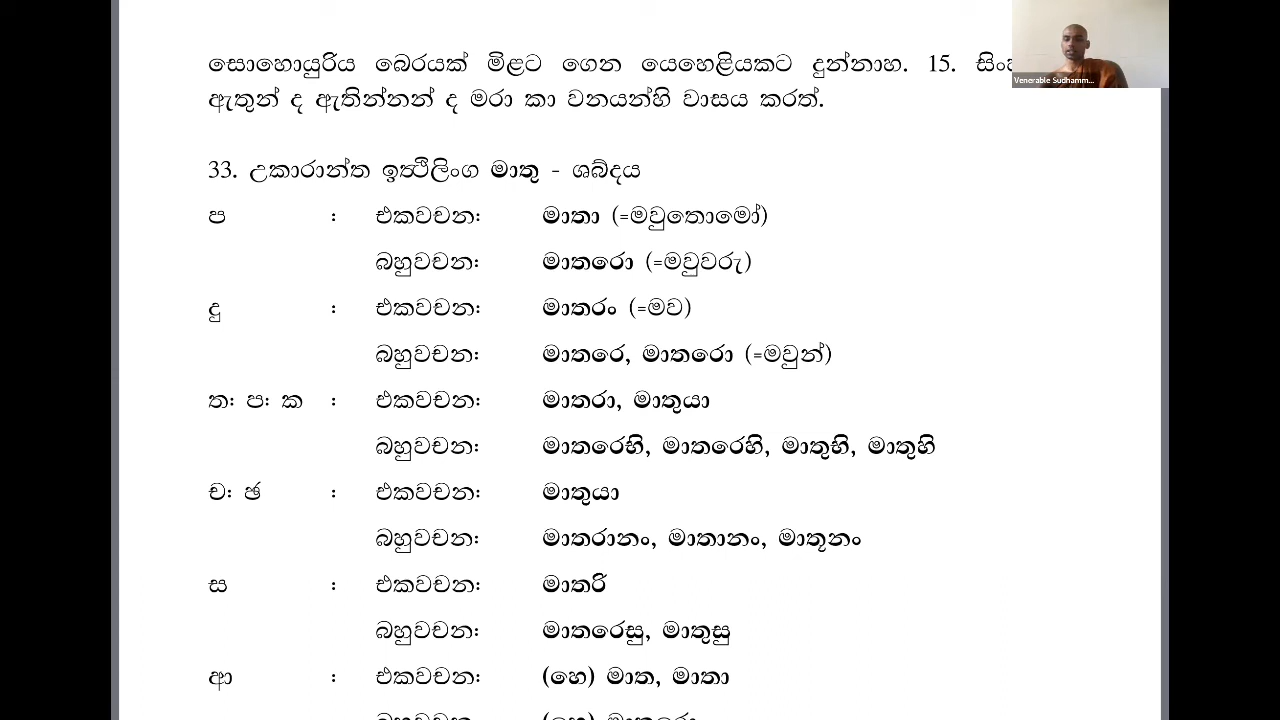 සොහොයුරිය බෙරයක් මිළට ගෙන යෙහෙළියකට දුන්නාහ. 15.
ඇතුන් ද ඇතින්නන් ද මරා කා වනයන්හි වාසය කරත්.
Venerable Sudhamm...
33. උකාරාන්ත ඉත්‍ථිලිංග මාතු - ශබ්දය
ප : එකවචන: මාතා (=මවුතොමෝ)
බහුවචන: මාතරො (=මවුවරු)
දු : එකවචන: මාතරං (=මව)
බහුවචන: මාතරෙ, මාතරො (=මවුන්)
ත: ප: ක : එකවචන: මාතරා, මාතුයා
බහුවචන: මාතරෙභි, මාතරෙහි, මාතුභි, මාතුහි
ච: ඡ : එකවචන: මාතුයා
බහුවචන: මාතරානං, මාතානං, මාතූනං
ස : එකවචන: මාතරි
බහුවචන: මාතරෙසු, මාතුසු
ආ : එකවචන: (හෙ) මාත, මාතා